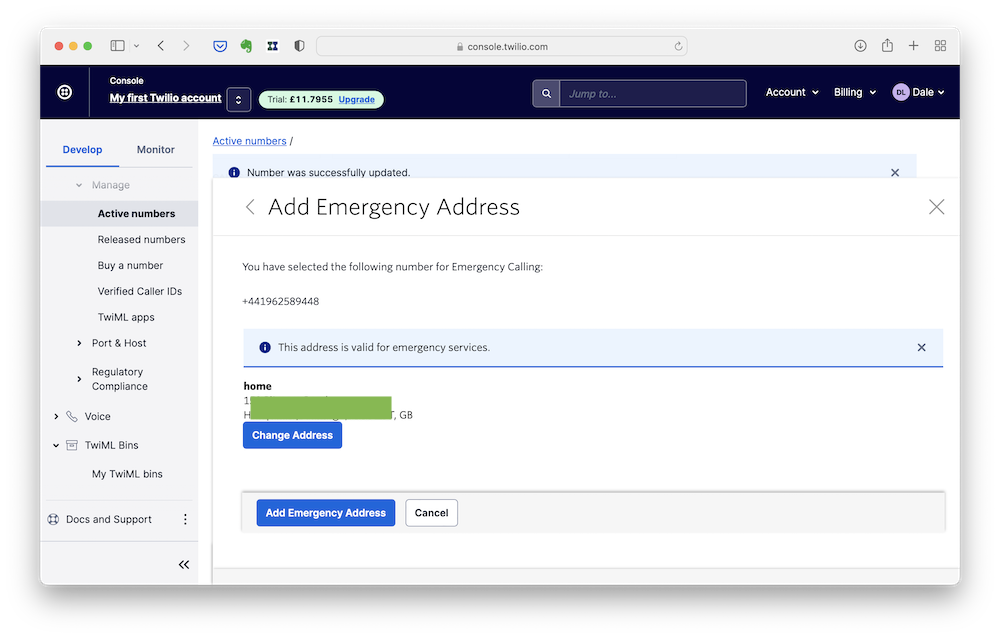 console.twilio.com
Console
My first Twilio account
Trial: £11.7955 Upgrade
Jump to...
Account
Billing
DL Dale
Develop
Monitor
Manage
Active numbers
Released numbers
Buy a number
Verified Caller IDs
TwiML apps
Port & Host
Regulatory
Compliance
Voice
TwiML Bins
My TwiML bins
Docs and Support
Active numbers /
Number was successfully updated.
Add Emergency Address
You have selected the following number for Emergency Calling:
+441962589448
This address is valid for emergency services.
home
, GB
Change Address
Add Emergency Address
Cancel